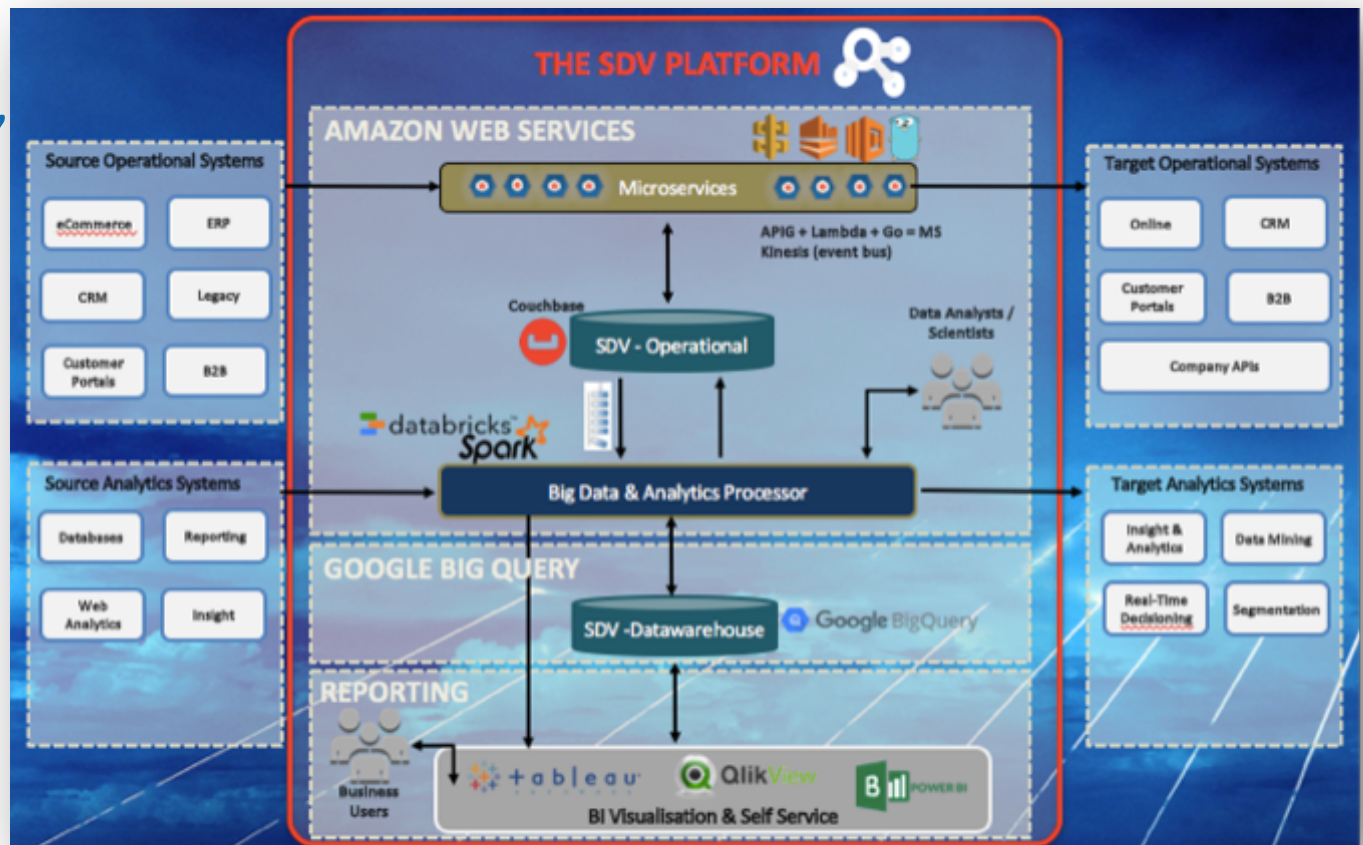 THE SDV PLATFORM
AMAZON WEB SERVICES
Source Operational Systems
eCommerce
ERP
CRM
Legacy
Customer
Portals
B2B
Microservices
APIG + Lambda + Go = MS
Kinesis (event bus)
Couchbase
SDV - Operational
Data Analysts /
Scientists
databricks™
Spark
Big Data & Analytics Processor
Target Operational Systems
Online
CRM
Customer
Portals
B2B
Company APIs
Source Analytics Systems
Databases
Reporting
Web
Analytics
Insight
GOOGLE BIG QUERY
SDV -Datawarehouse
Google BigQuery
Target Analytics Systems
Insight &
Analytics
Data Mining
Real-Time
Decisioning
Segmentation
REPORTING
Business
Users
+ableau
SOFTWARE
QlikView
B
POWER BI
BI Visualisation & Self Service